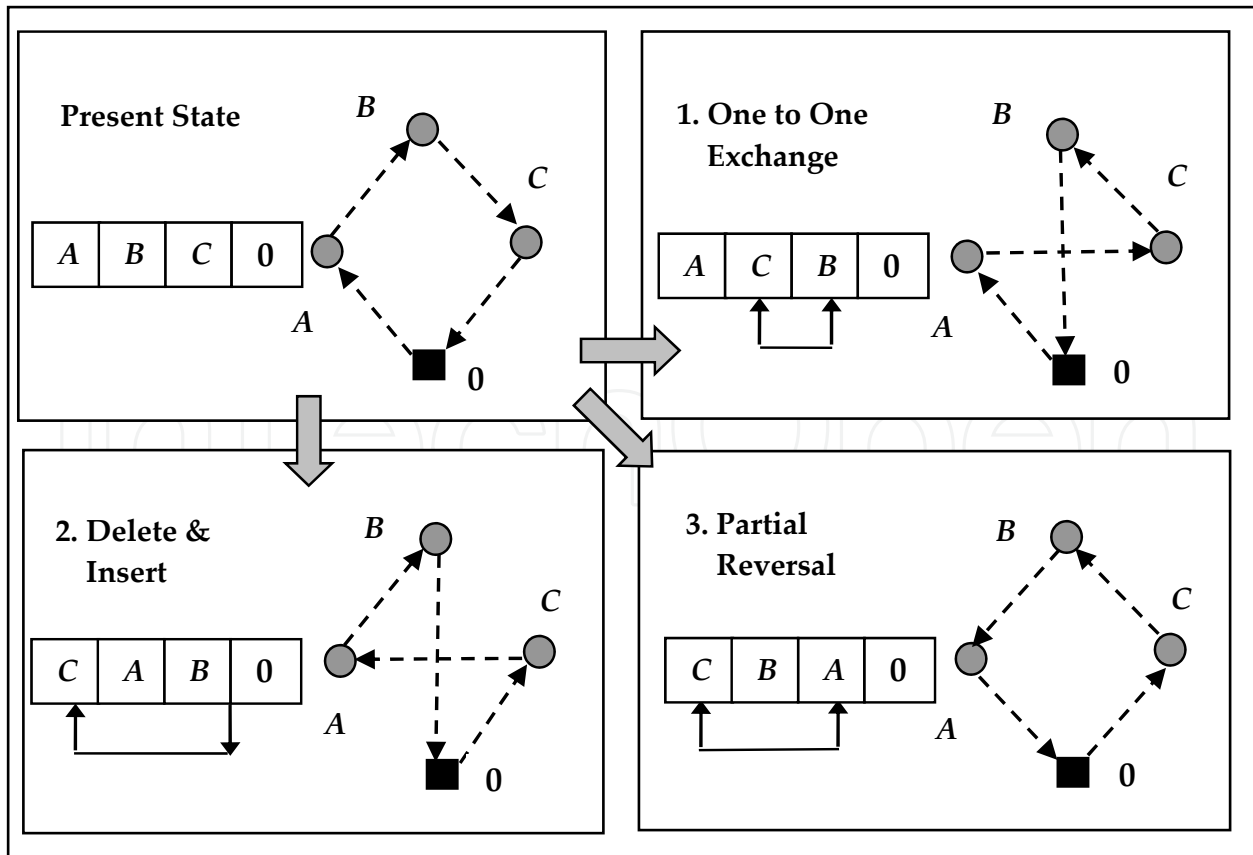 Present State
B
C
A B C 0
A
0
1. One to One
Exchange
B
C
A C B 0
A
0
2. Delete &
Insert
B
C
C A B 0
A
0
3. Partial
Reversal
B
C
C B A 0
A
0